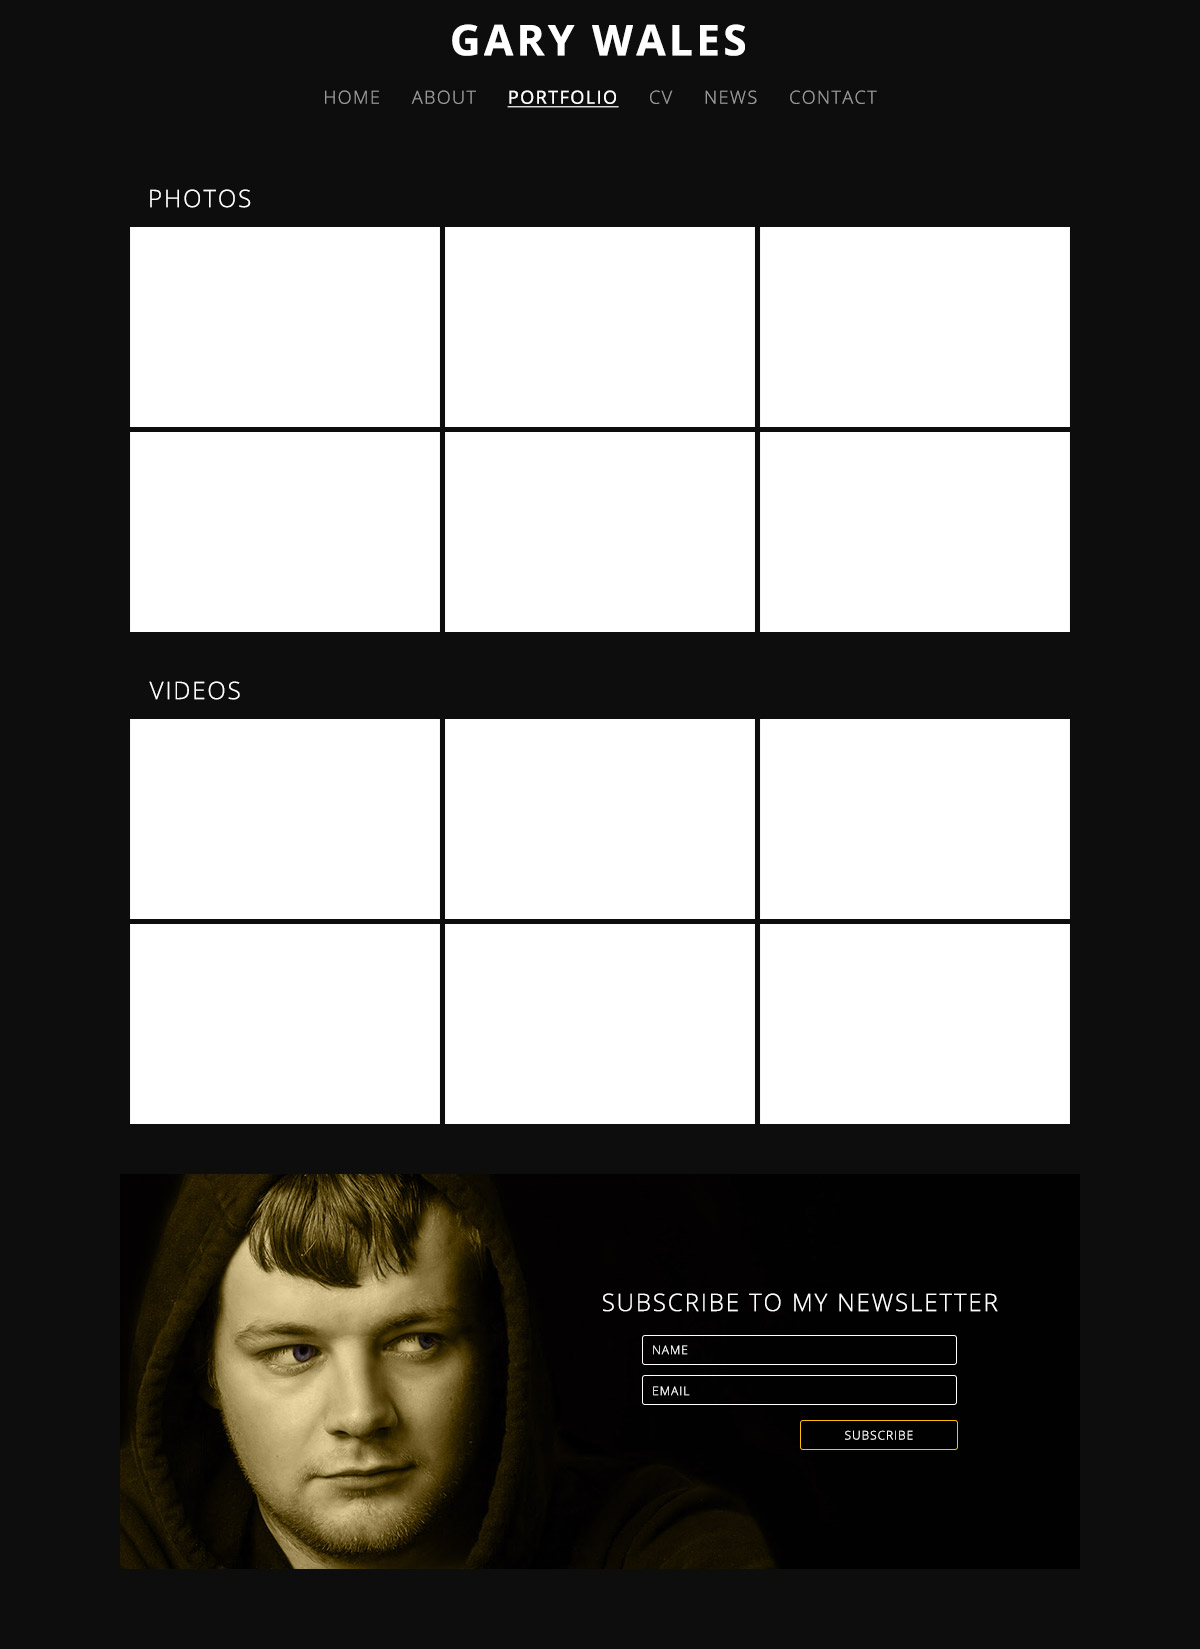 GARY WALES
HOME ABOUT PORTFOLIO CV NEWS CONTACT
PHOTOS
VIDEOS
SUBSCRIBE TO MY NEWSLETTER
NAME
EMAIL
SUBSCRIBE